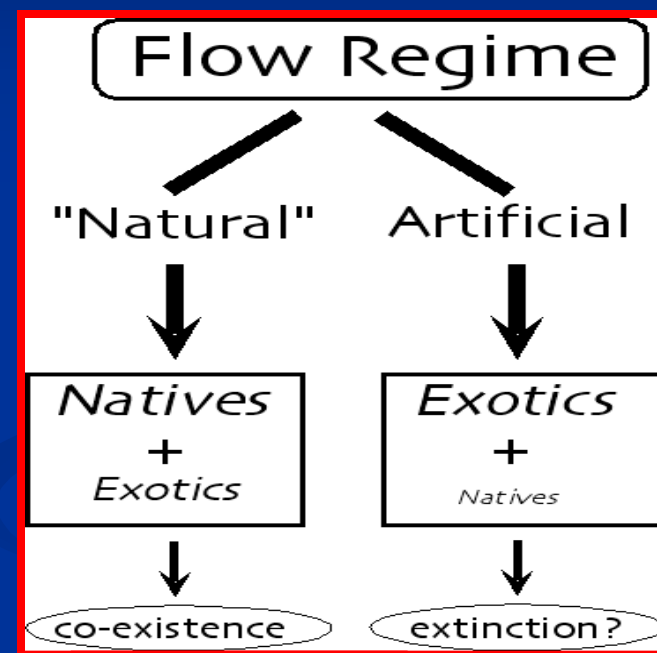 Flow Regime
"Natural" Artificial
Natives
+
Exotics
Exotics
+
Natives
co-existence
extinction?